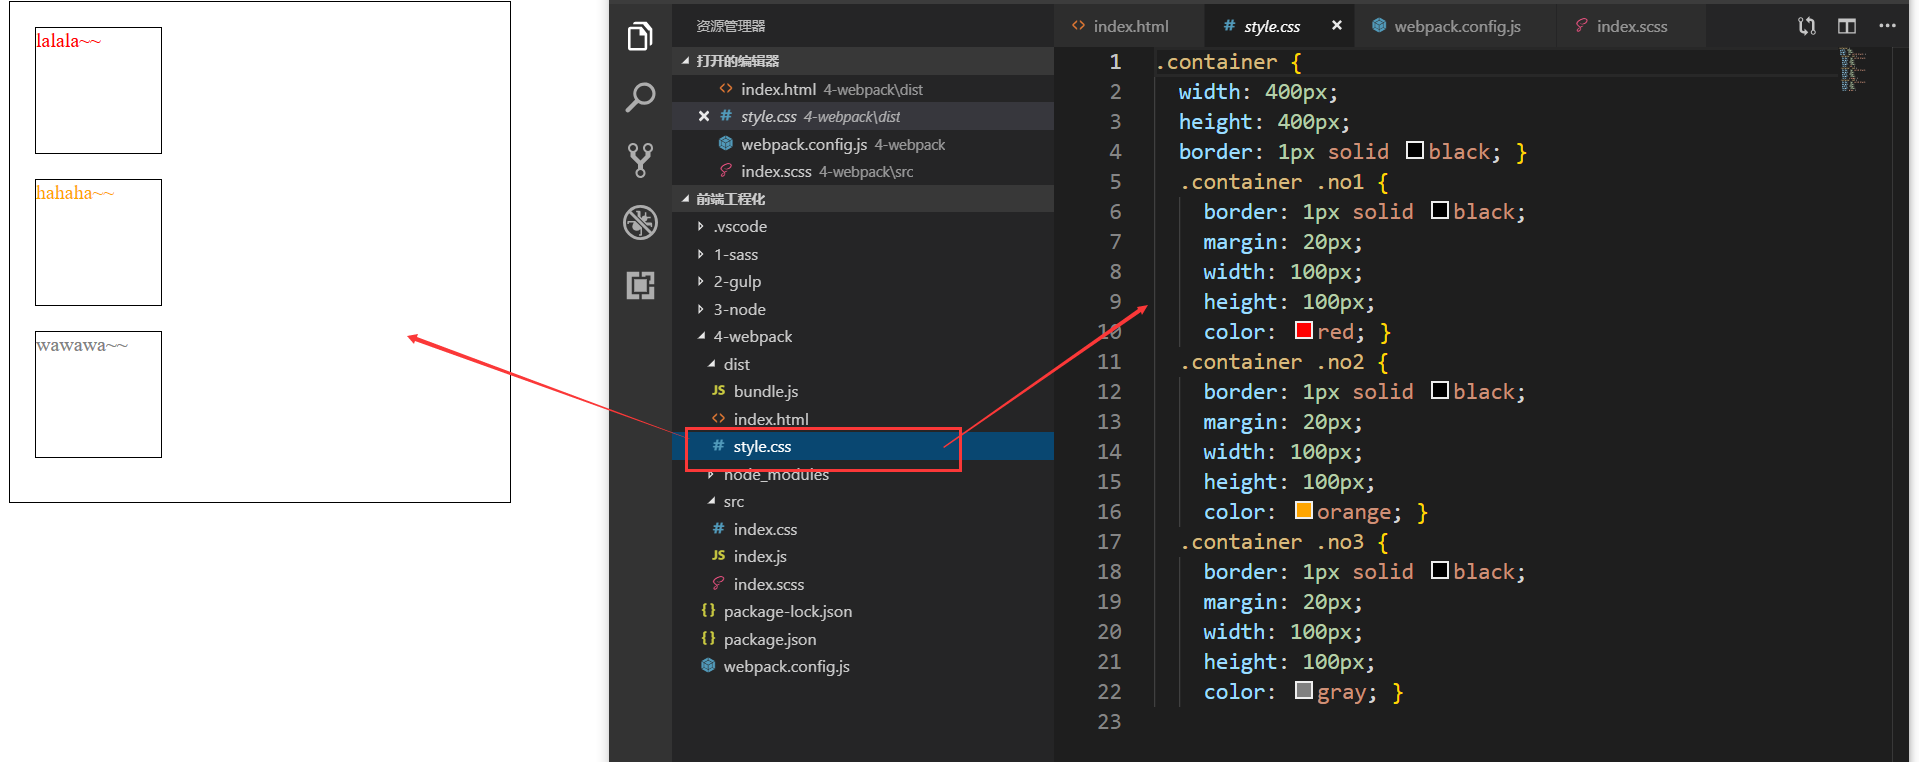 lalala~~
hahaha~~
wawawa~~
资源管理器
打开的编辑器
index.html 4-webpack\dist
style.css 4-webpack\dist
webpack.config.js 4-webpack
index.scss 4-webpack\src
前端工程化
.vscode
1-sass
2-gulp
3-node
4-webpack
dist
JS bundle.js
index.html
# style.css
node_modules
src
# index.css
JS index.js
index.scss
{} package-lock.json
{} package.json
webpack.config.js
<> index.html # style.css × webpack.config.js index.scss ...
1 .container {
2 width: 400px;
3 height: 400px;
4 border: 1px solid black; }
5 .container .no1 {
6 border: 1px solid black;
7 margin: 20px;
8 width: 100px;
9 height: 100px;
10 color: red; }
11 .container .no2 {
12 border: 1px solid black;
13 margin: 20px;
14 width: 100px;
15 height: 100px;
16 color: orange; }
17 .container .no3 {
18 border: 1px solid black;
19 margin: 20px;
20 width: 100px;
21 height: 100px;
22 color: gray; }
23